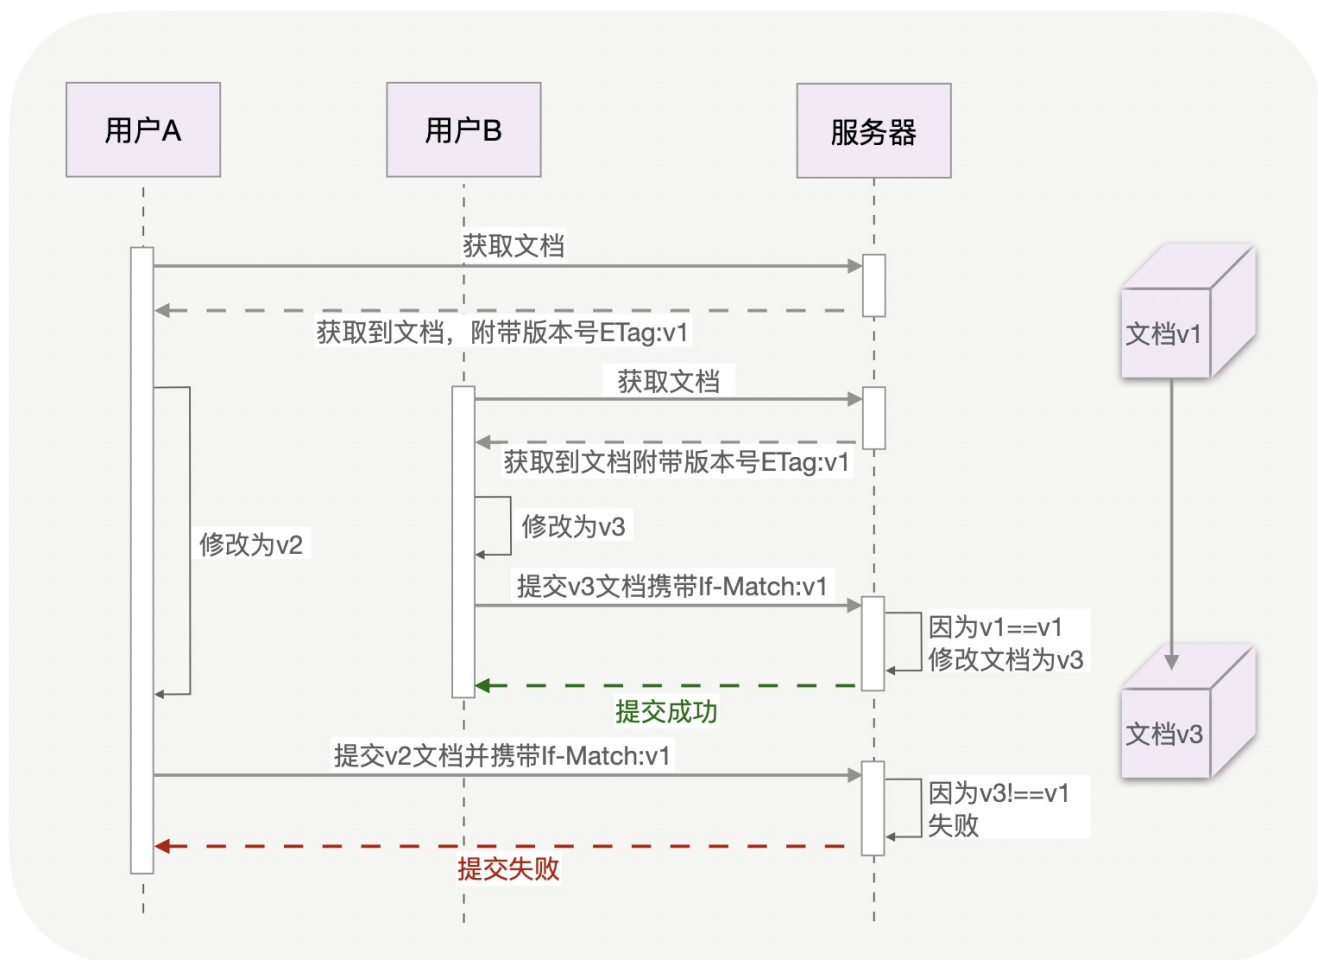 用户A
用户B
服务器
获取文档
获取到文档，附带版本号ETag:v1
文档v1
获取文档
获取到文档附带版本号ETag:v1
修改为v2
修改为v3
提交v3文档携带If-Match:v1
因为v1==v1
修改文档为v3
提交成功
文档v3
提交v2文档并携带If-Match:v1
因为v3!==v1
失败
提交失败